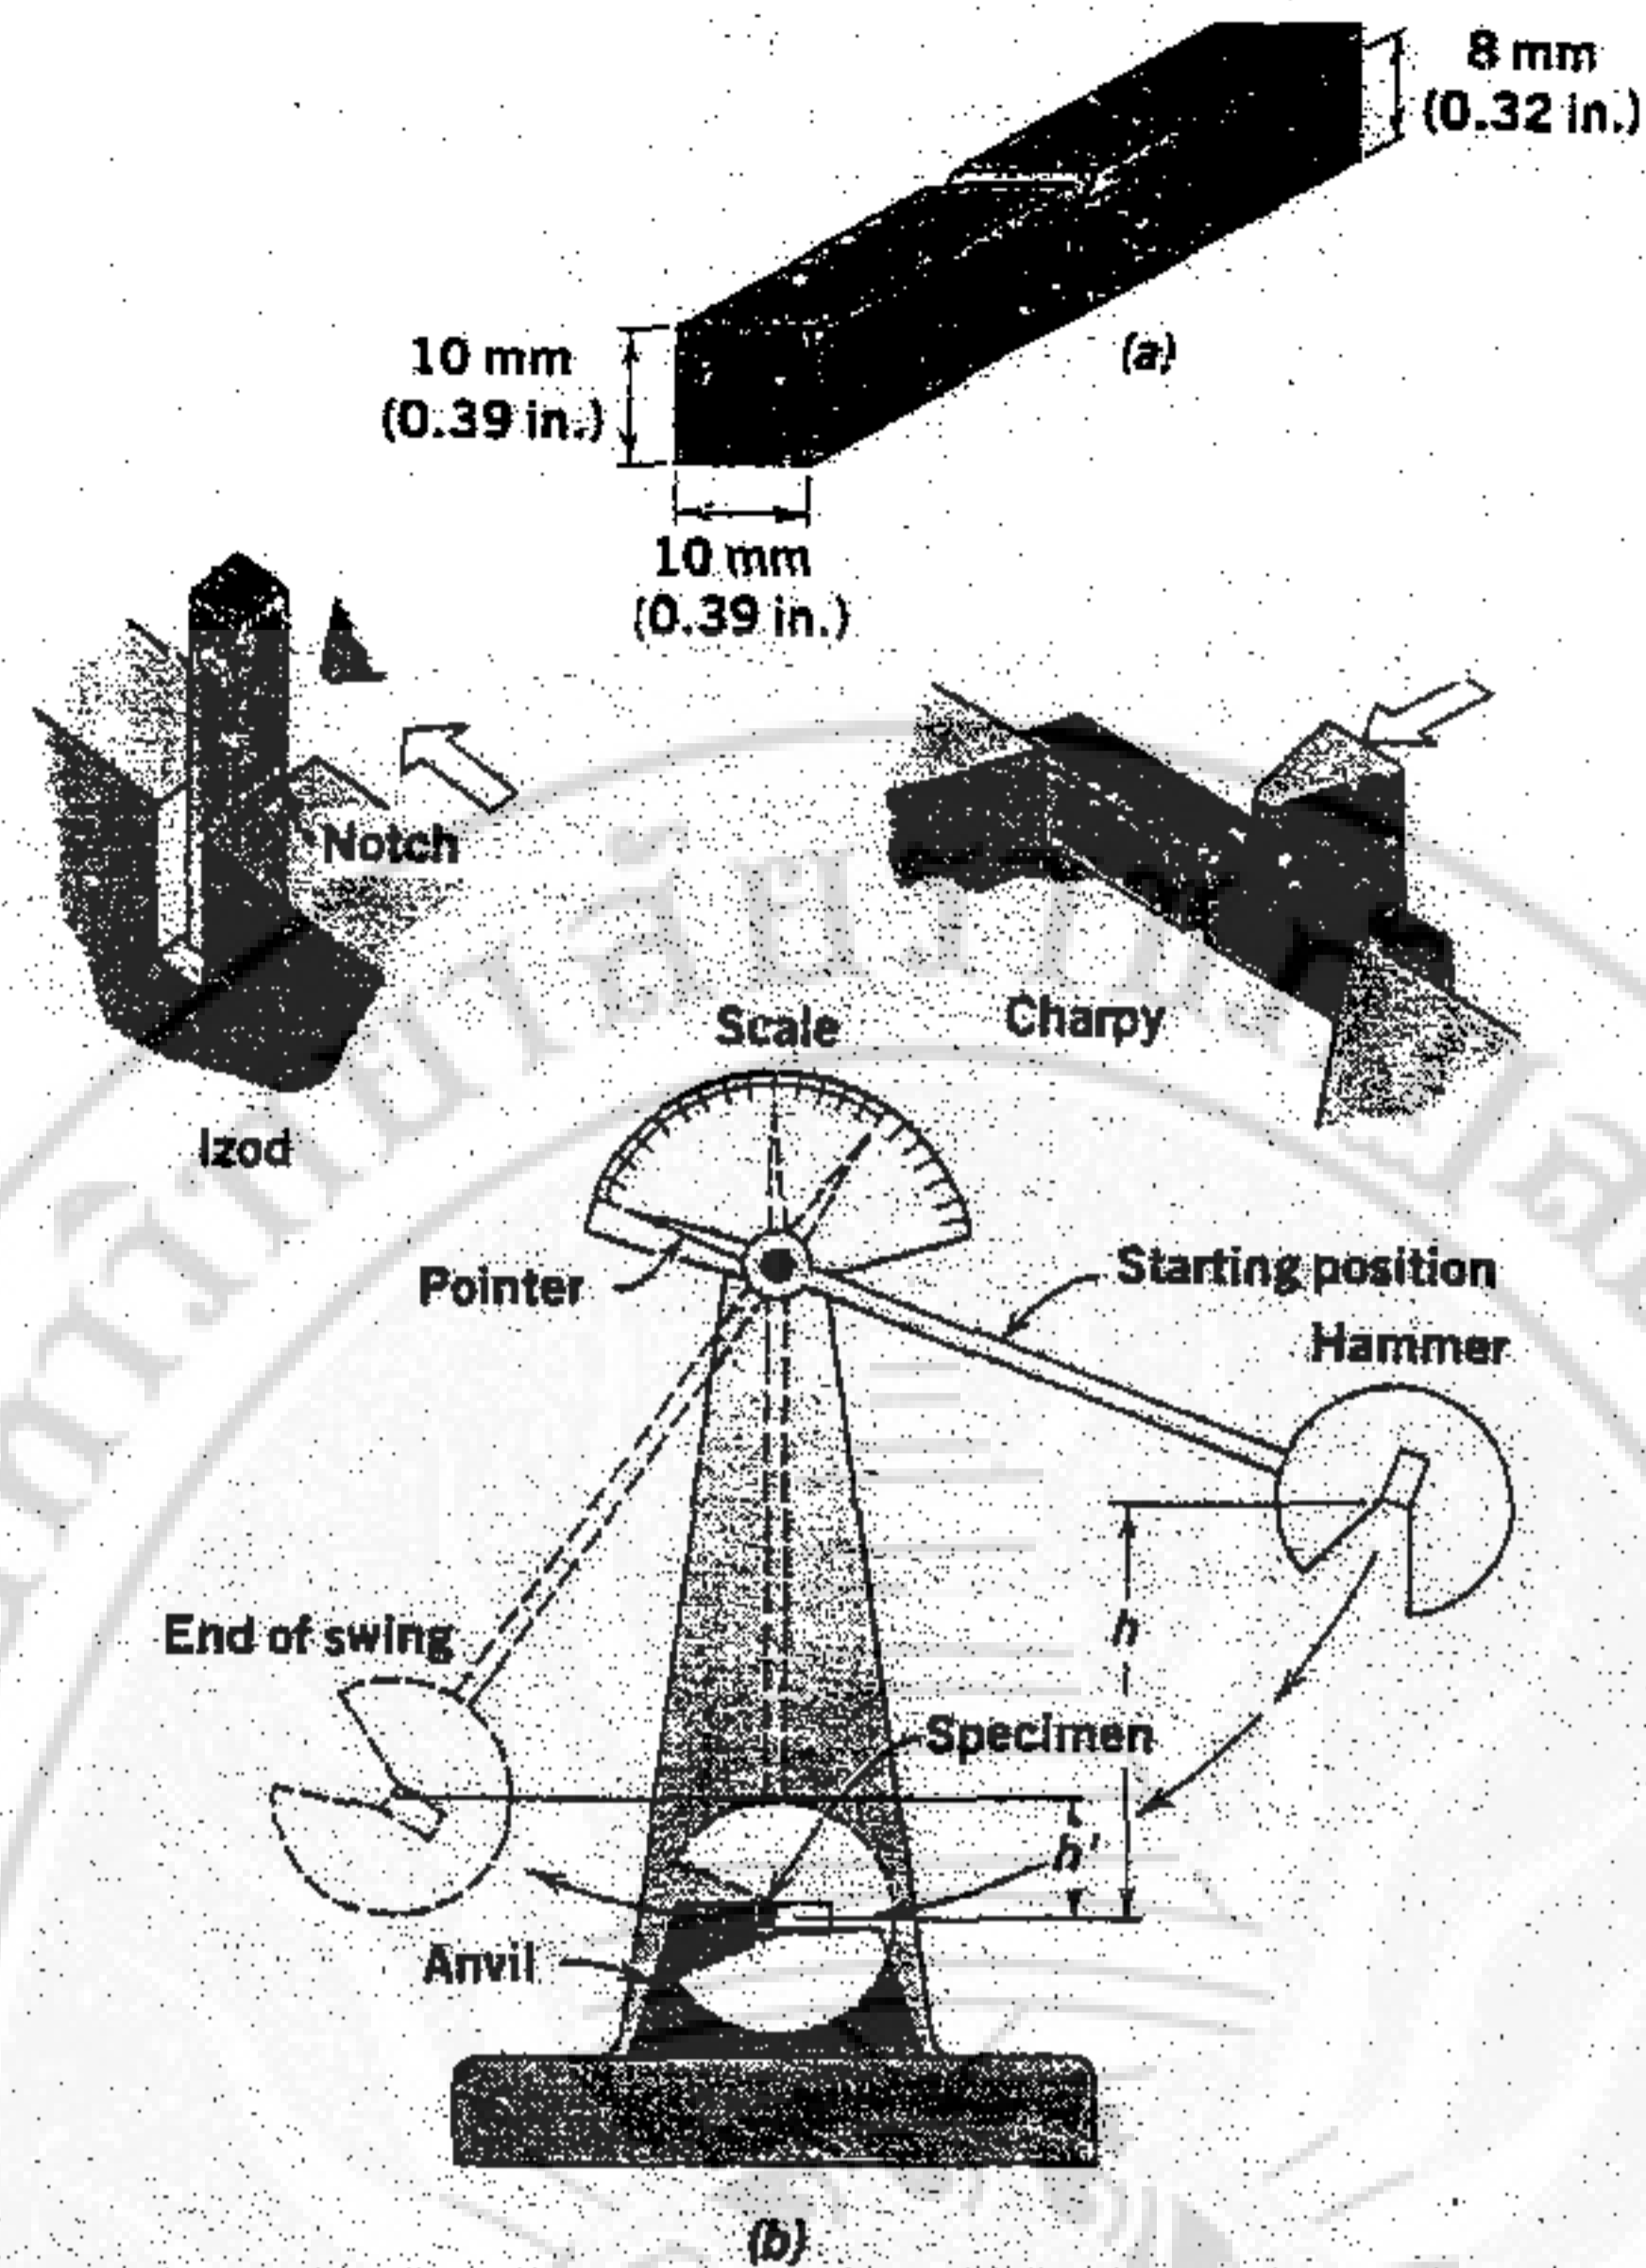 8 mm
(0.32 in.)
10 mm
(0.39 in.)
(a)
10 mm
(0.39 in.)
Notch
Izod
Charpy
Scale
Pointer
Starting position
Hammer
h
End of swing
Specimen
h'
Anvil
(b)